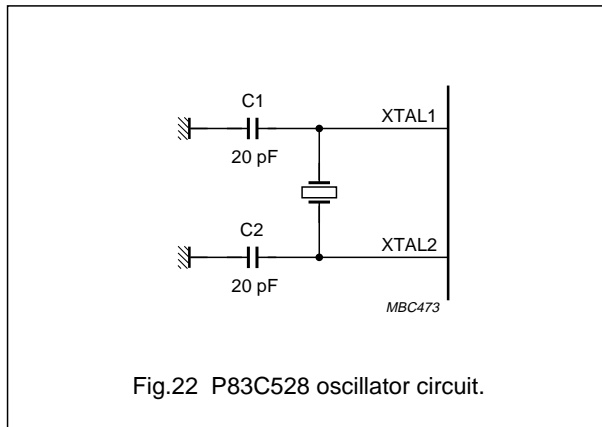 C1
XTAL1
20 pF
C2
XTAL2
20 pF
MBC473
Fig.22 P83C528 oscillator circuit.